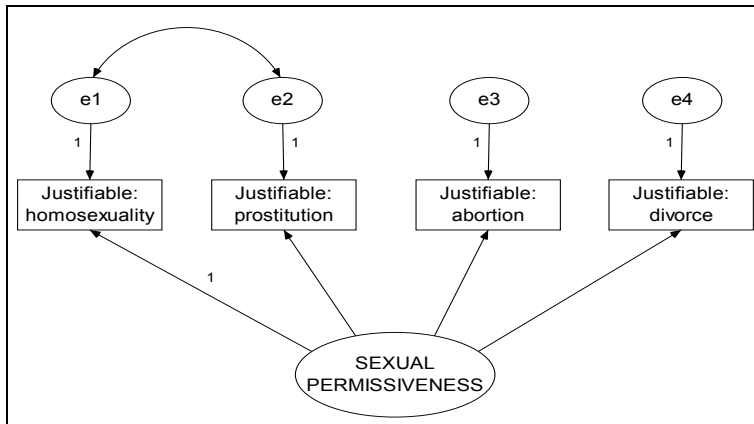 e1
e2
e3
e4
1
1
1
1
Justifiable:
homosexuality
Justifiable:
prostitution
Justifiable:
abortion
Justifiable:
divorce
1
SEXUAL
PERMISSIVENESS